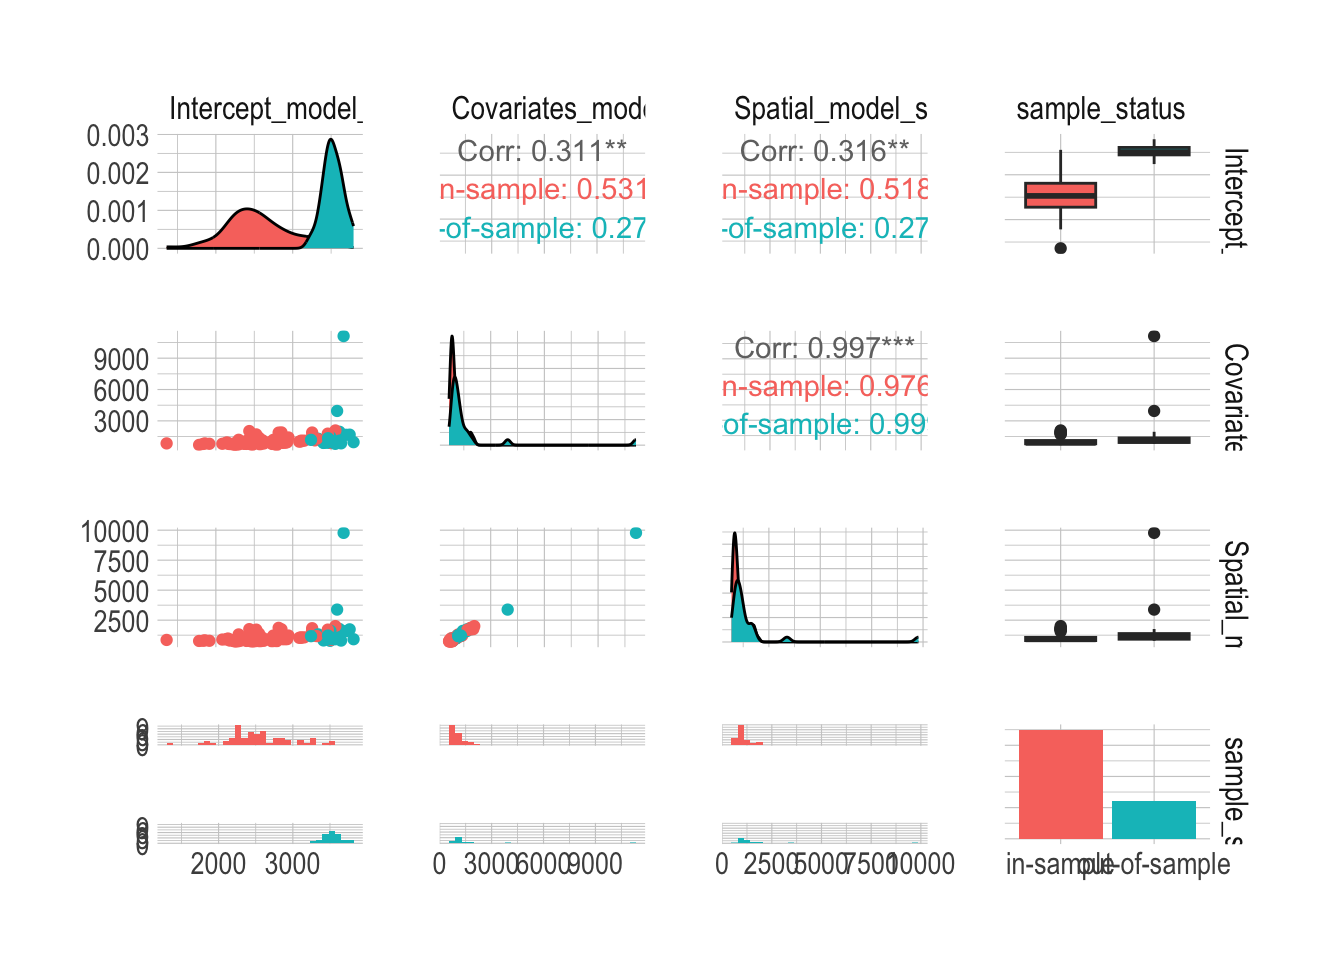 Intercept_model_
Covariates_mode
Spatial_model_s
sample_status
0.003
0.002
0.001
0.000
Corr: 0.311**
n-sample: 0.531
-of-sample: 0.27
Corr: 0.316**
n-sample: 0.518
-of-sample: 0.27
Intercept_
9000
6000
3000
Corr: 0.997***
n-sample: 0.976
of-sample: 0.99
Covariate
10000
7500
5000
2500
Spatial_n
sample_s
2000
3000
0
3000
6000
9000
0
2500
5000
7500
10000
in-sample
out-of-sample